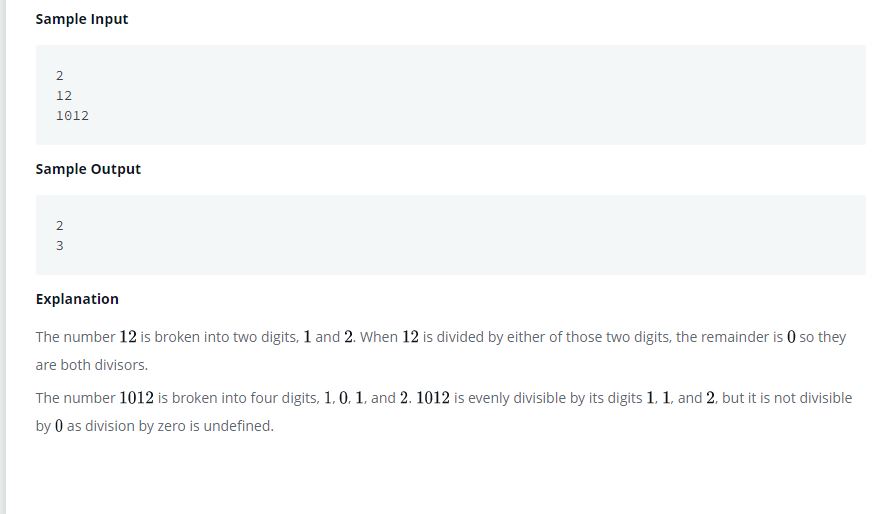 Sample Input
2
12
1012
Sample Output
2
3
Explanation
The number 12 is broken into two digits, 1 and 2. When 12 is divided by either of those two digits, the remainder is 0 so they
are both divisors.
The number 1012 is broken into four digits, 1, 0, 1, and 2. 1012 is evenly divisible by its digits 1, 1, and 2, but it is not divisible
by 0 as division by zero is undefined.